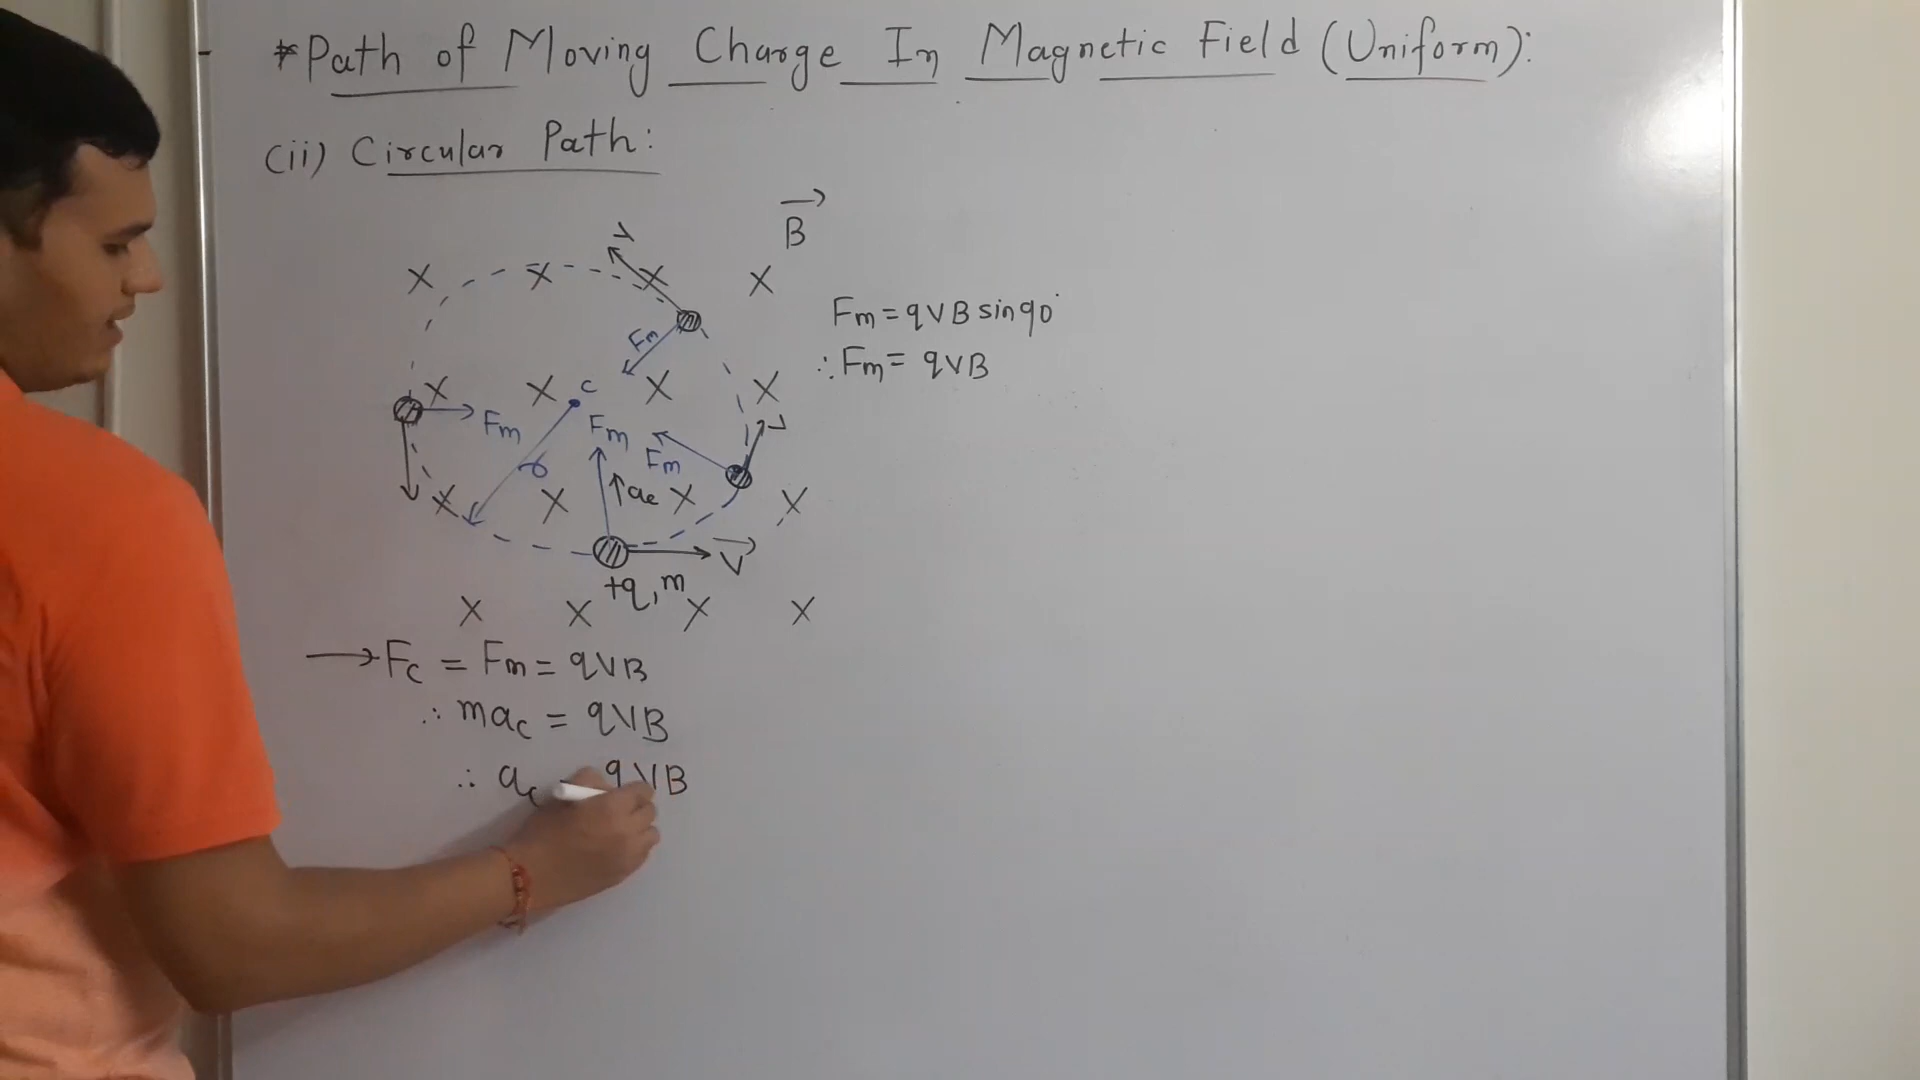 *Path of Moving Charge In Magnetic Field (Uniform):
(ii) Circular Path:
B
V
X X X X
Fm = qVB sin90°
∴ Fm = qVB
Fm
X X c X X
Fm Fm Fm V
r
X X ac X X
V
+q, m
X X X X
→ Fc = Fm = qVB
∴ mac = qVB
∴ ac = qVB